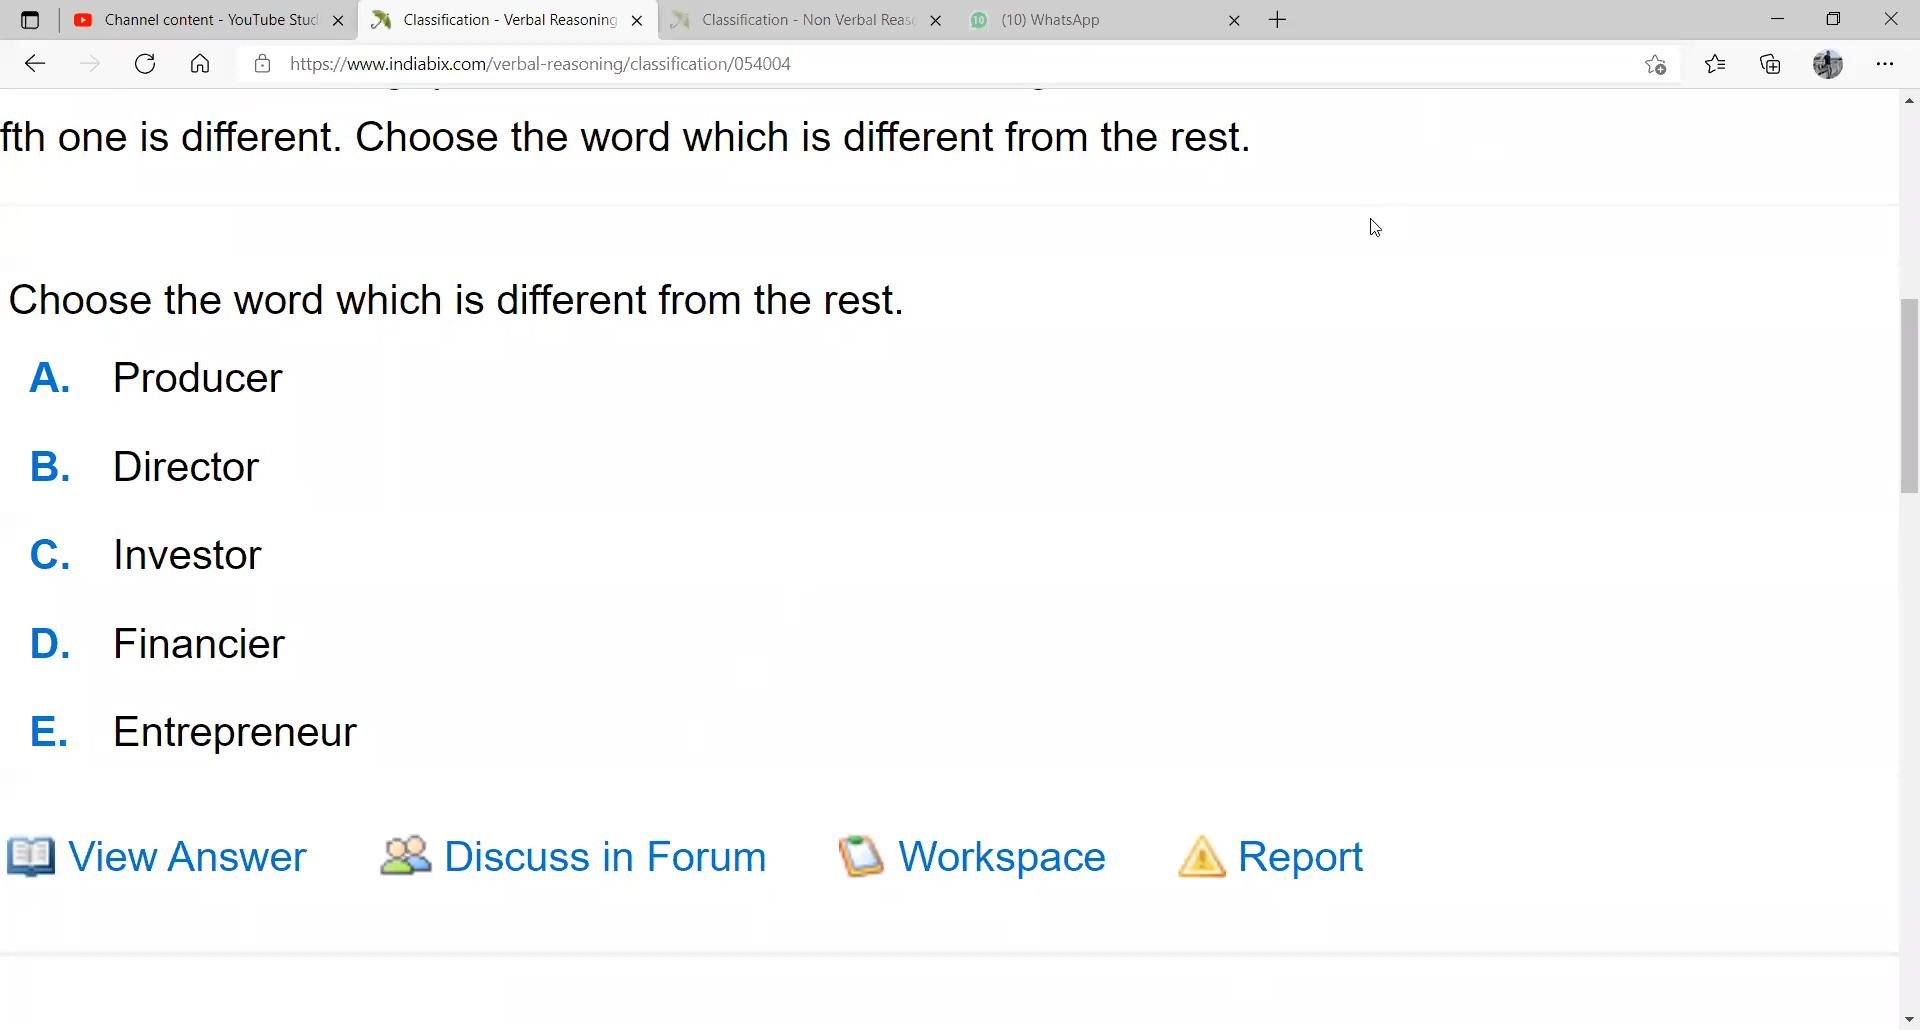 Channel content - YouTube Stud
Classification - Verbal Reasoning
Classification - Non Verbal Reaso
10
(10) WhatsApp
https://www.indiabix.com/verbal-reasoning/classification/054004
fth one is different. Choose the word which is different from the rest.
Choose the word which is different from the rest.
A. Producer
B. Director
C. Investor
D. Financier
E. Entrepreneur
View Answer Discuss in Forum Workspace Report